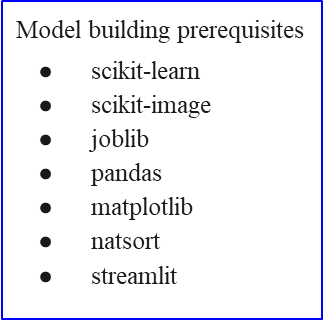 Model building prerequisites
● scikit-learn
● scikit-image
● joblib
● pandas
● matplotlib
● natsort
● streamlit